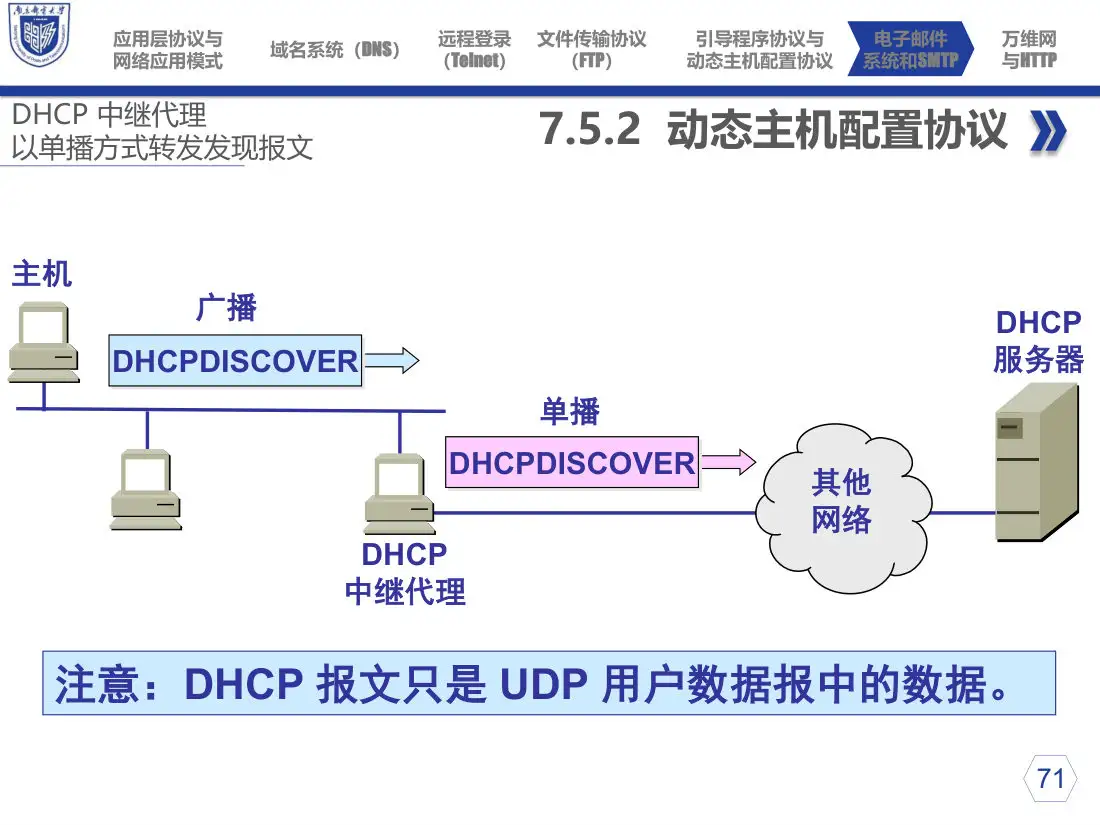 南京邮电大学
应用层协议与
网络应用模式
域名系统（DNS）
远程登录
（Telnet）
文件传输协议
（FTP）
引导程序协议与
动态主机配置协议
电子邮件
系统和SMTP
万维网
与HTTP
DHCP 中继代理
以单播方式转发发现报文
7.5.2 动态主机配置协议
主机
广播
DHCPDISCOVER
DHCP
服务器
单播
DHCPDISCOVER
其他
网络
DHCP
中继代理
注意：DHCP 报文只是 UDP 用户数据报中的数据。
71